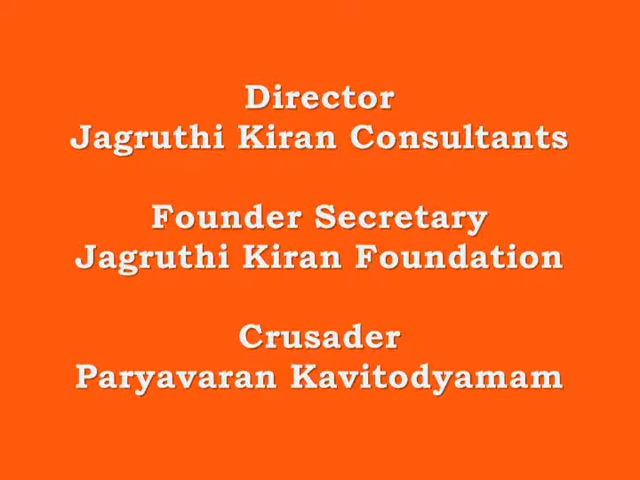 Director
Jagruthi Kiran Consultants
Founder Secretary
Jagruthi Kiran Foundation
Crusader
Paryavaran Kavitodyamam